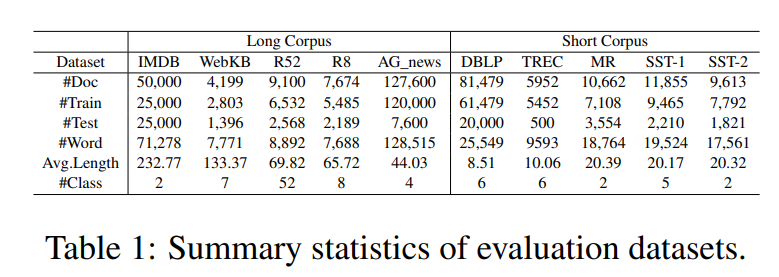 Long Corpus Short Corpus
Dataset IMDB WebKB R52 R8 AG_news DBLP TREC MR SST-1 SST-2
#Doc 50,000 4,199 9,100 7,674 127,600 81,479 5952 10,662 11,855 9,613
#Train 25,000 2,803 6,532 5,485 120,000 61,479 5452 7,108 9,465 7,792
#Test 25,000 1,396 2,568 2,189 7,600 20,000 500 3,554 2,210 1,821
#Word 71,278 7,771 8,892 7,688 128,515 25,549 9593 18,764 19,524 17,561
Avg.Length 232.77 133.37 69.82 65.72 44.03 8.51 10.06 20.39 20.17 20.32
#Class 2 7 52 8 4 6 6 2 5 2
Table 1: Summary statistics of evaluation datasets.